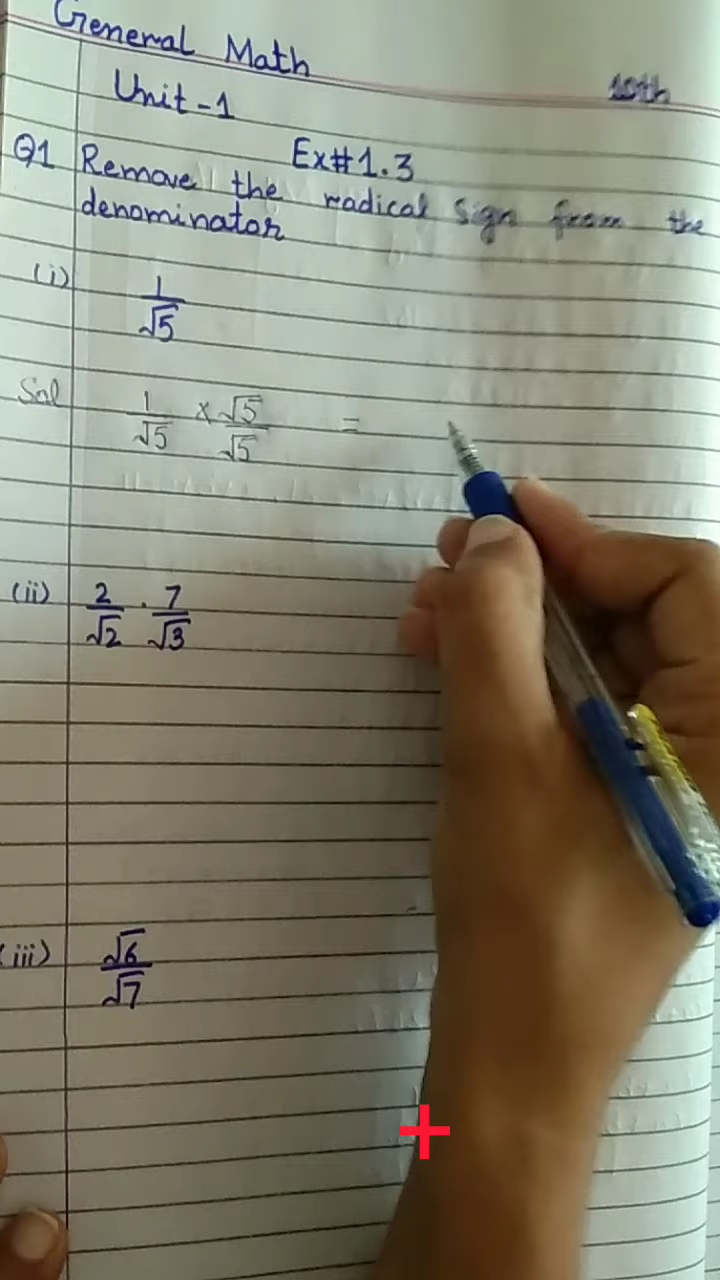 General Math
Unit-1 10th
Ex#1.3
Q1 Remove the radical Sign from the
denominator
(i) 1/√5
Sol 1/√5 × √5/√5 =
(ii) 2/√2 . 7/√3
(iii) √6/√7